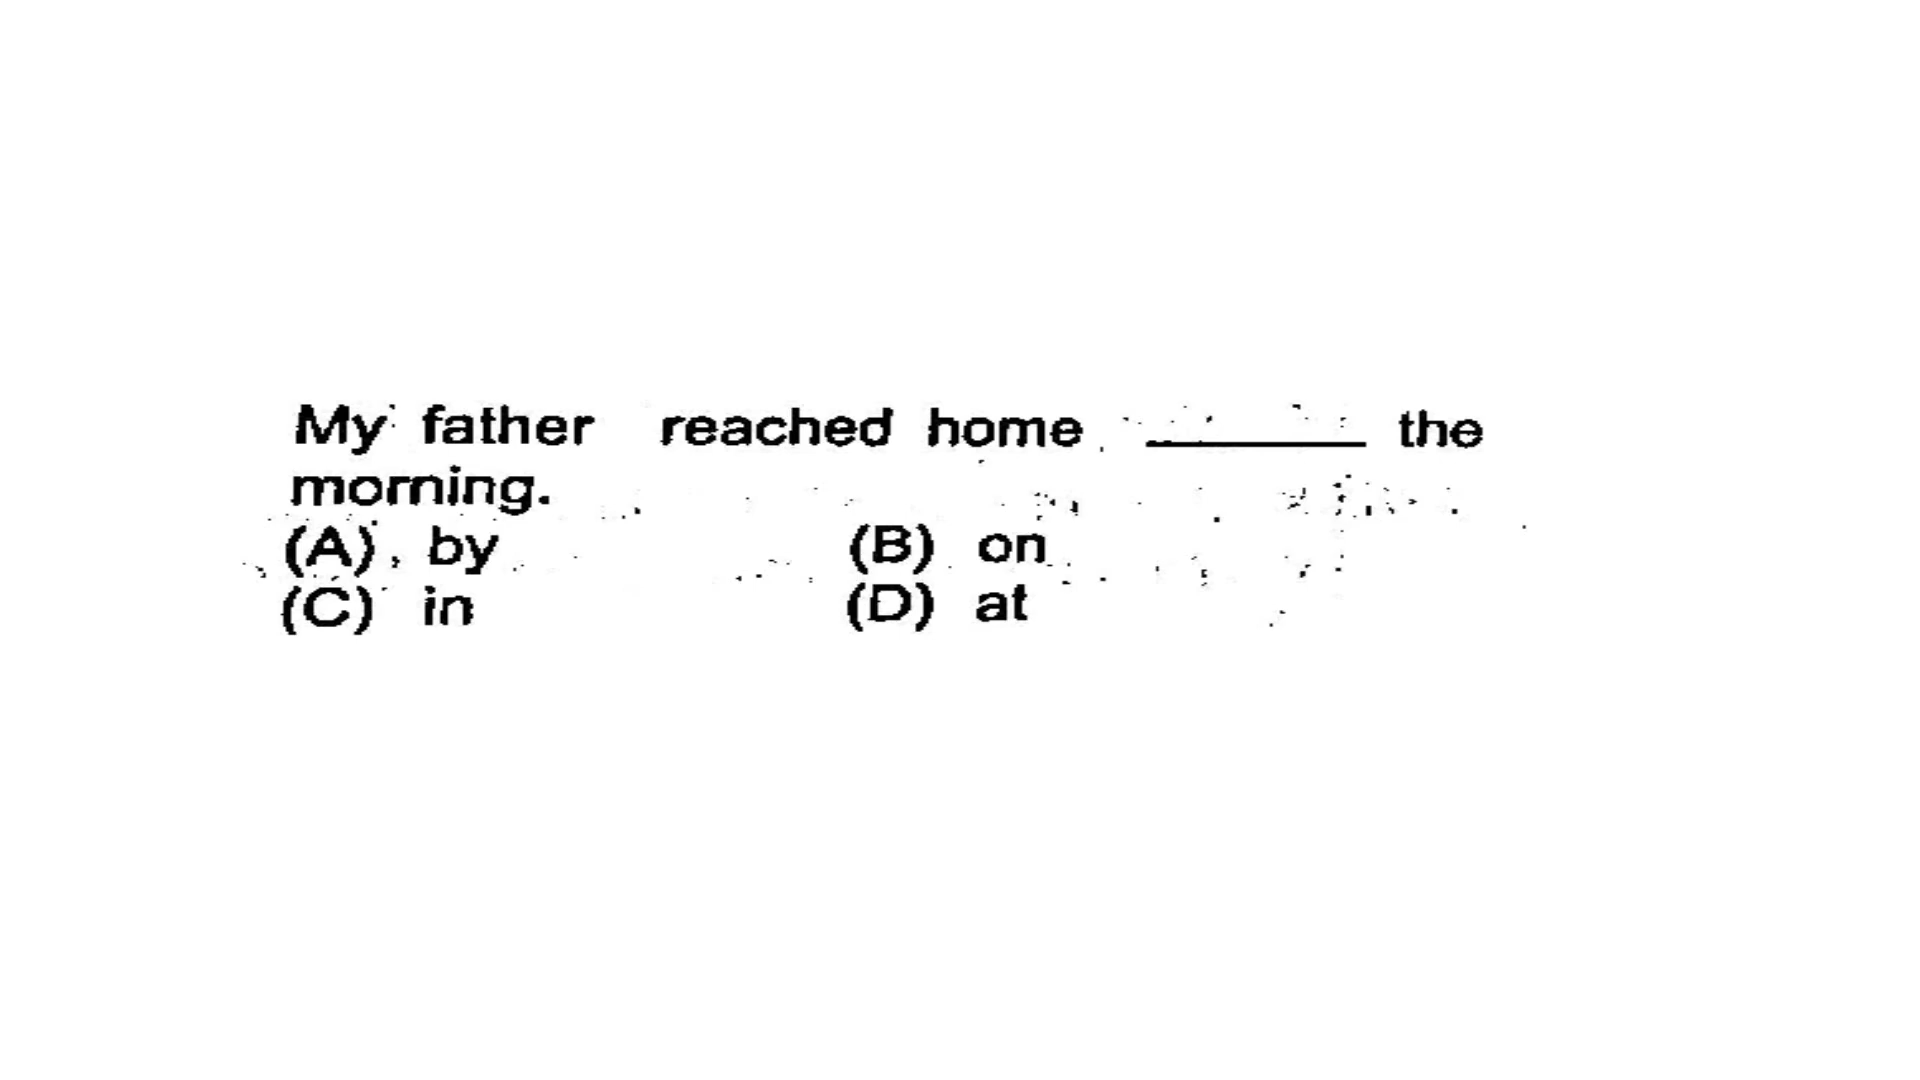 My father reached home ________ the
morning.
(A) by (B) on
(C) in (D) at